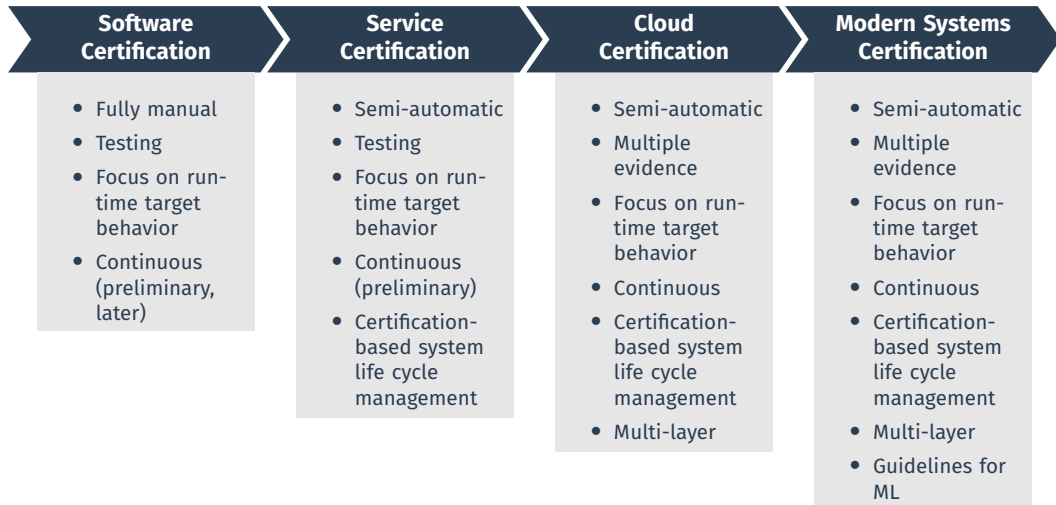 Software
Certification
Service
Certification
Cloud
Certification
Modern Systems
Certification
• Fully manual
• Testing
• Focus on run-
time target
behavior
• Continuous
(preliminary,
later)
• Semi-automatic
• Testing
• Focus on run-
time target
behavior
• Continuous
(preliminary)
• Certification-
based system
life cycle
management
• Semi-automatic
• Multiple
evidence
• Focus on run-
time target
behavior
• Continuous
• Certification-
based system
life cycle
management
• Multi-layer
• Semi-automatic
• Multiple
evidence
• Focus on run-
time target
behavior
• Continuous
• Certification-
based system
life cycle
management
• Multi-layer
• Guidelines for
ML